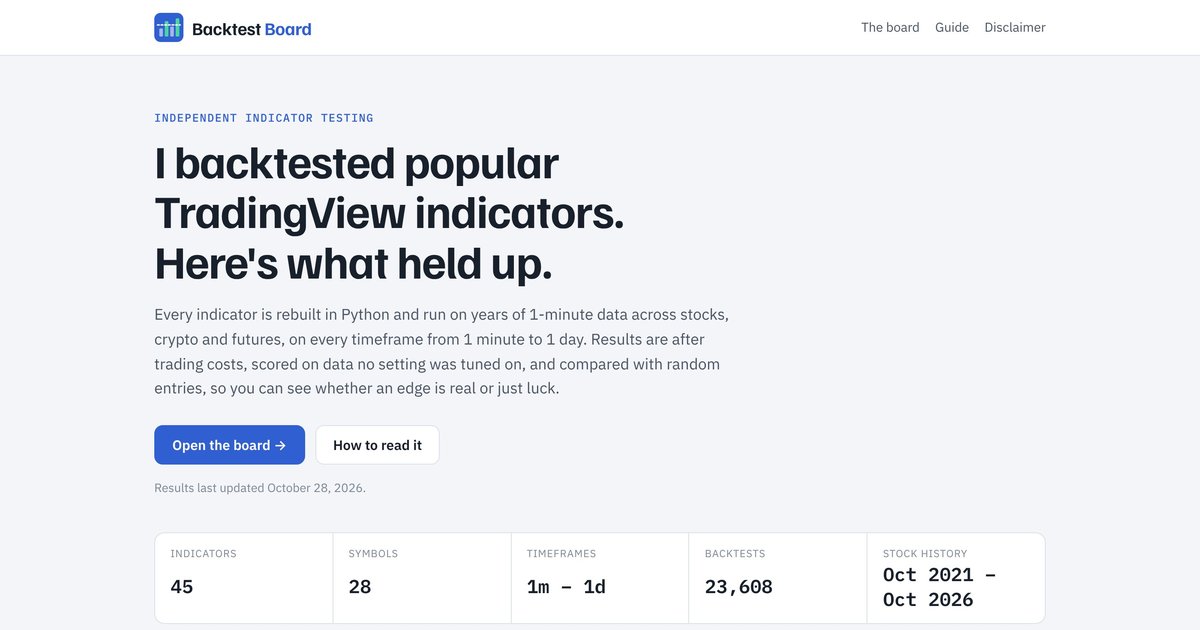 Backtest Board
The board Guide Disclaimer
INDEPENDENT INDICATOR TESTING
I backtested popular
TradingView indicators.
Here's what held up.
Every indicator is rebuilt in Python and run on years of 1-minute data across stocks,
crypto and futures, on every timeframe from 1 minute to 1 day. Results are after
trading costs, scored on data no setting was tuned on, and compared with random
entries, so you can see whether an edge is real or just luck.
Open the board →
How to read it
Results last updated October 28, 2026.
INDICATORS
45
SYMBOLS
28
TIMEFRAMES
1m – 1d
BACKTESTS
23,608
STOCK HISTORY
Oct 2021 –
Oct 2026